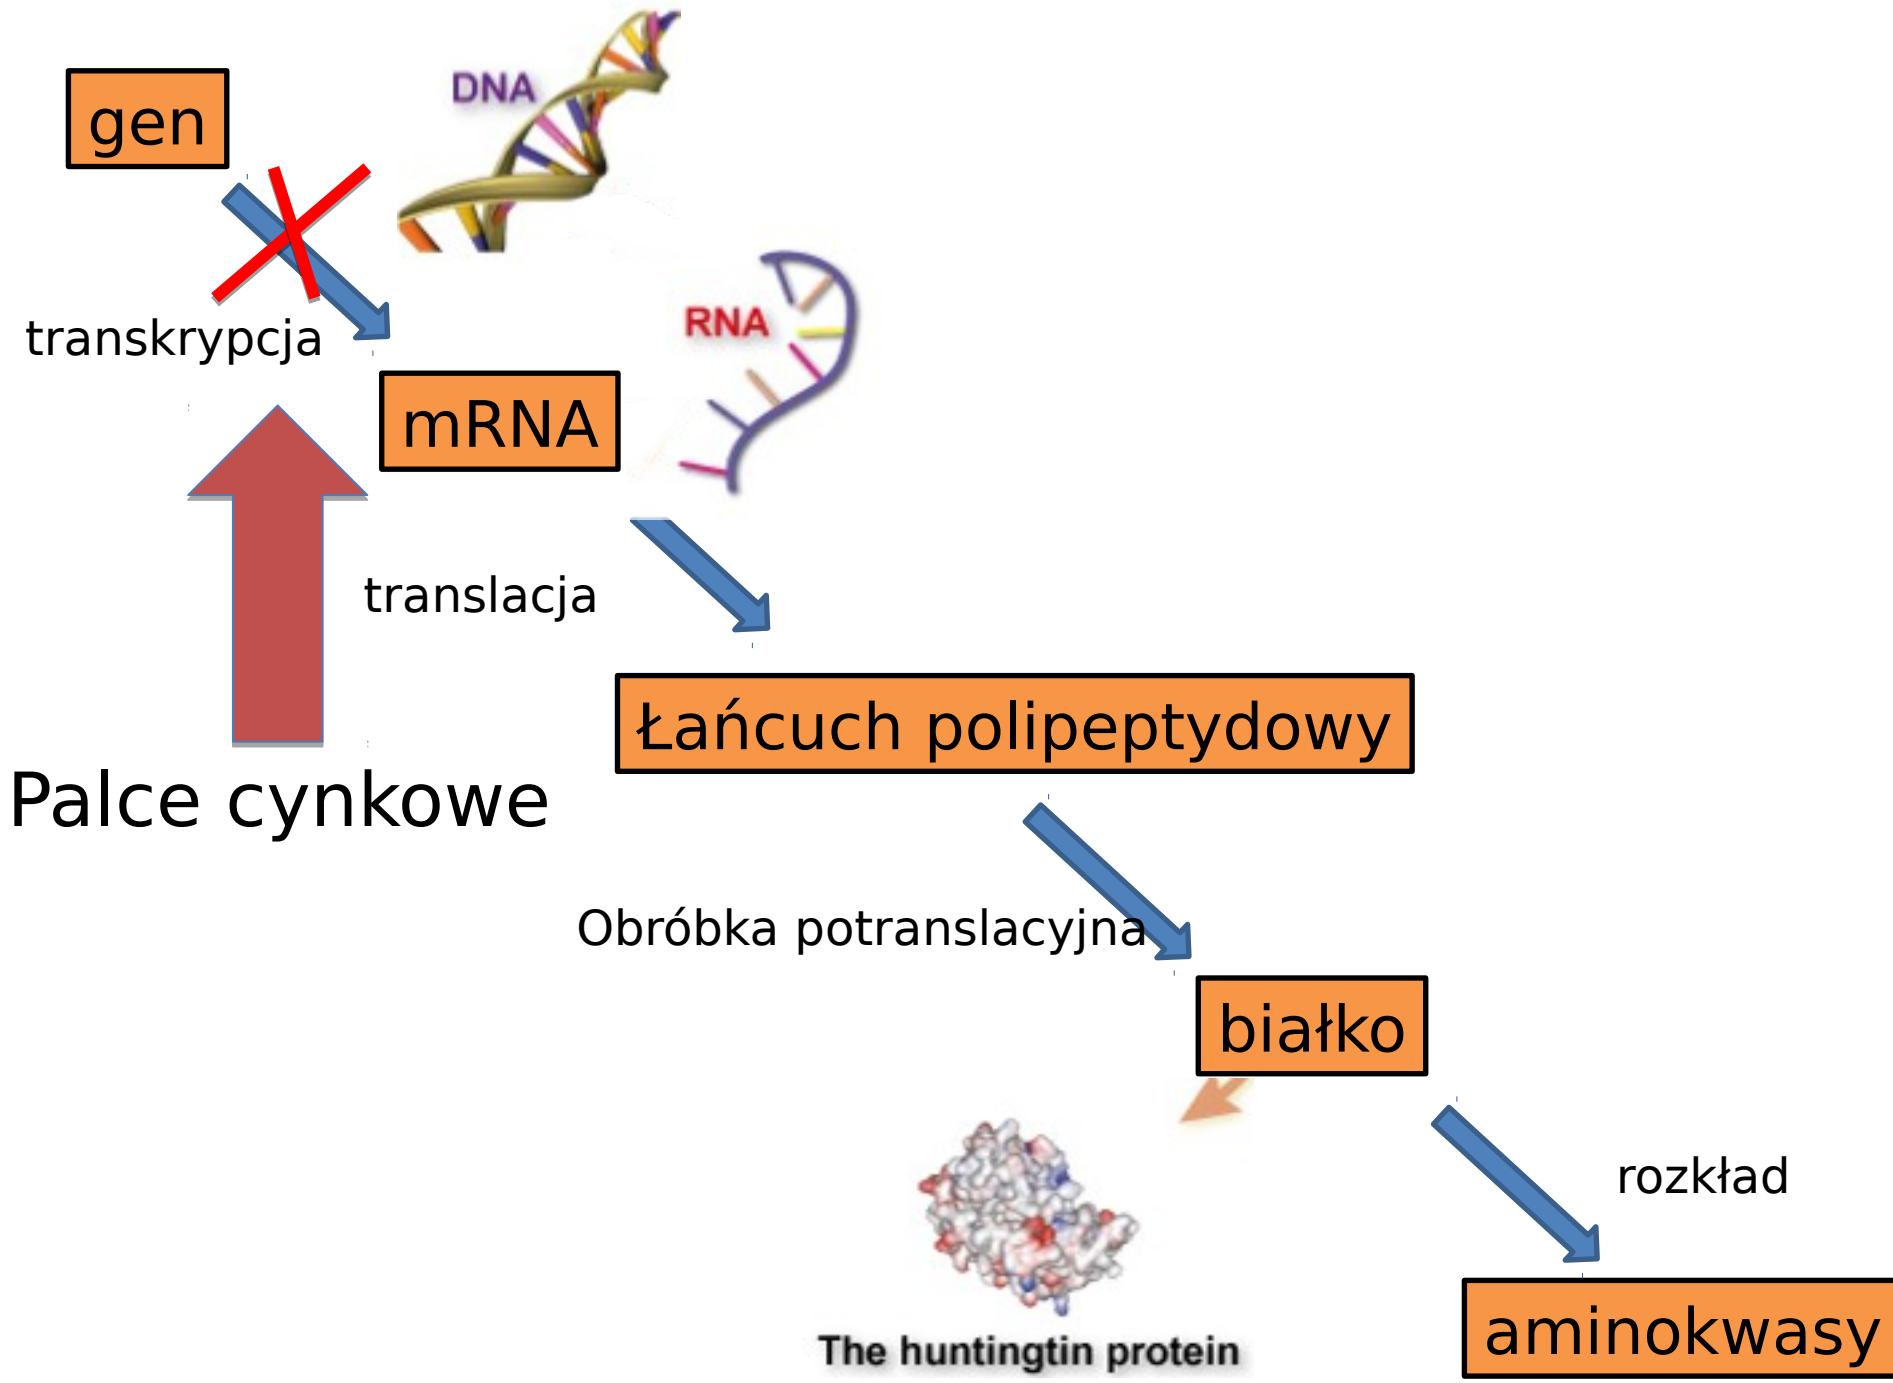 gen
DNA
transkrypcja
RNA
mRNA
translacja
Łańcuch polipeptydowy
Palce cynkowe
Obróbka potranslacyjna
białko
rozkład
aminokwasy
The huntingtin protein